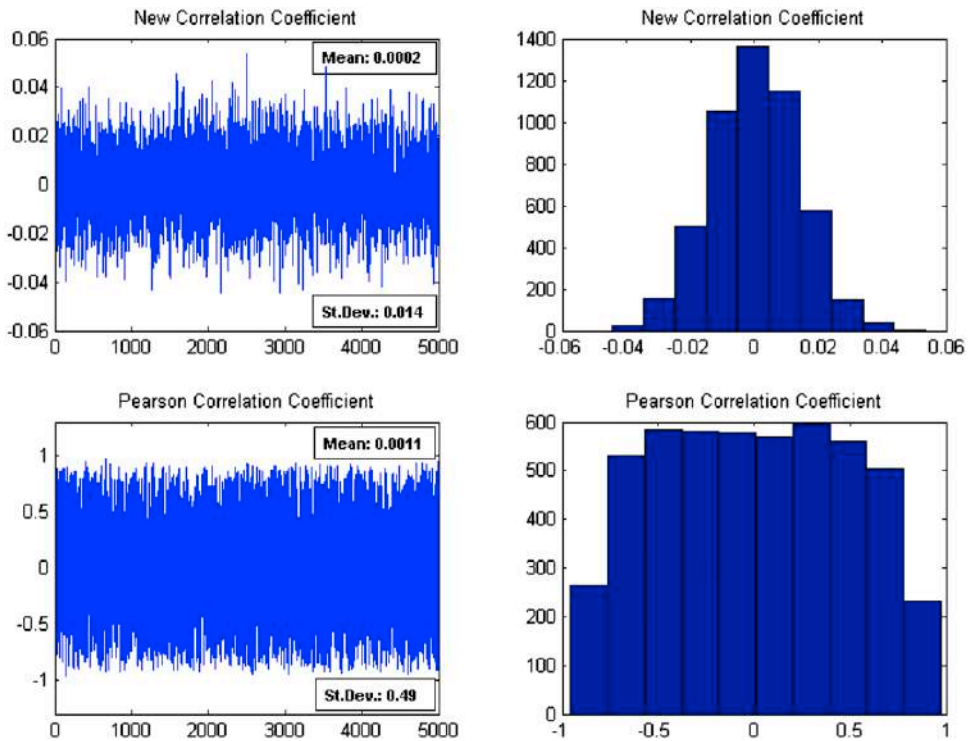 New Correlation Coefficient
0.06
0.04
0.02
0
-0.02
-0.04
-0.06
Mean: 0.0002
St.Dev.: 0.014
0 1000 2000 3000 4000 5000
New Correlation Coefficient
1400
1200
1000
800
600
400
200
0
-0.06 -0.04 -0.02 0 0.02 0.04 0.06
Pearson Correlation Coefficient
1
0.5
0
-0.5
-1
Mean: 0.0011
St.Dev.: 0.49
0 1000 2000 3000 4000 5000
Pearson Correlation Coefficient
600
500
400
300
200
100
0
-1 -0.5 0 0.5 1